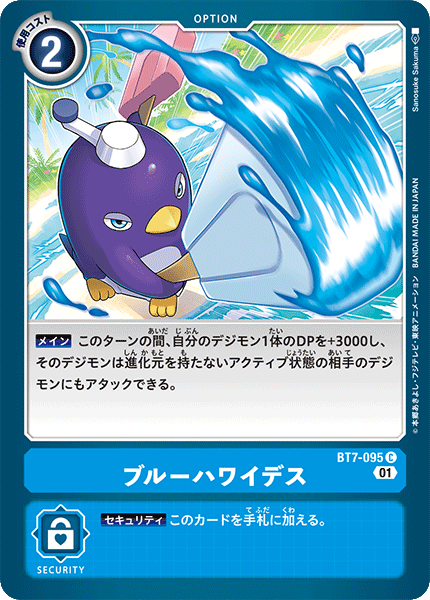 OPTION
使用コスト
2
Sanosuke Sakuma
BANDAI MADE IN JAPAN
© 本郷あきよし・フジテレビ・東映アニメーション
メイン このターンの間、自分のデジモン1体のDPを+3000し、
そのデジモンは進化元を持たないアクティブ状態の相手のデジ
モンにもアタックできる。
BT7-095 C
ブルーハワイデス
01
セキュリティ このカードを手札に加える。
SECURITY